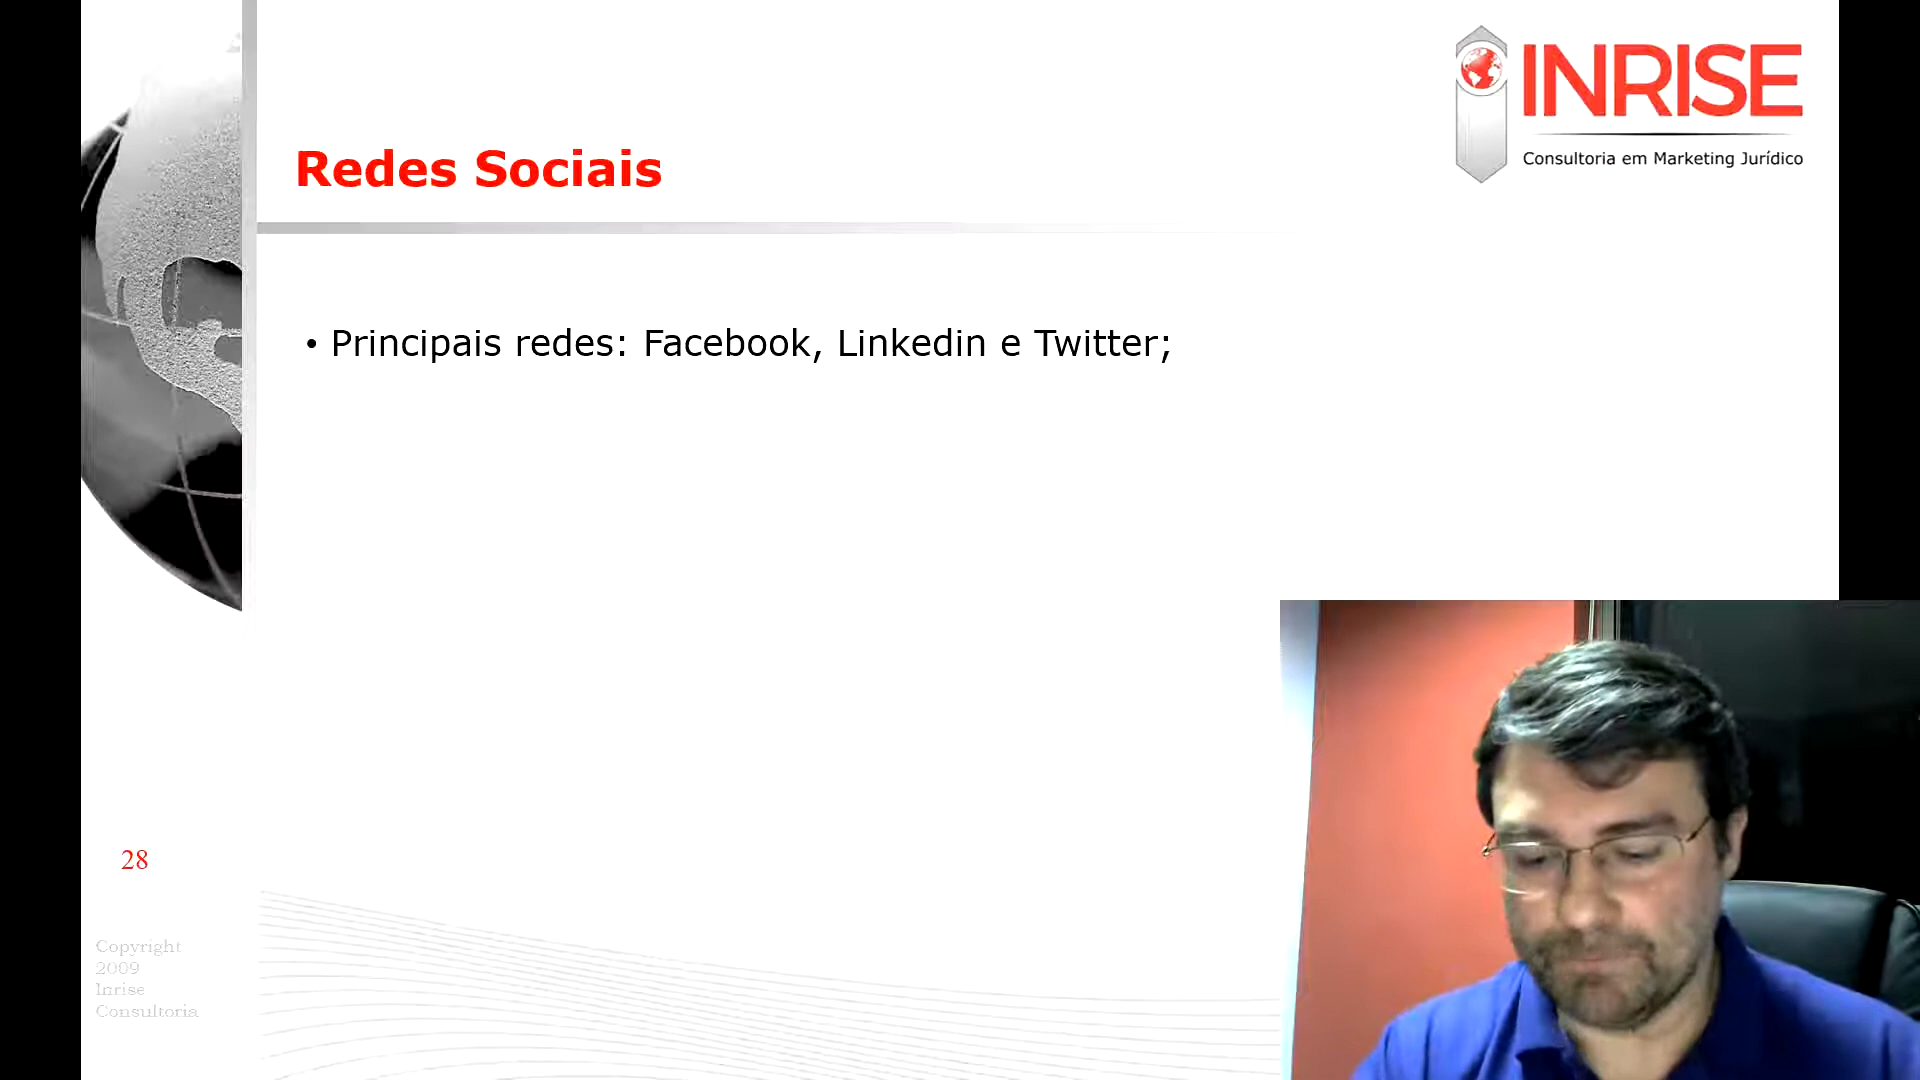 INRISE
Consultoria em Marketing Jurídico
Redes Sociais
• Principais redes: Facebook, Linkedin e Twitter;
28
Copyright
2009
Inrise
Consultoria